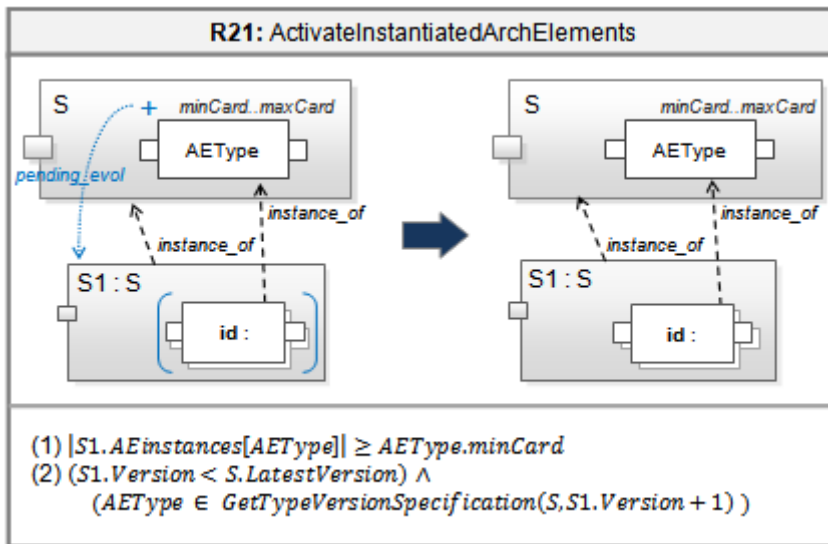 R21: ActivateInstantiatedArchElements
S
+
minCard..maxCard
AEType
pending_evol
instance_of
instance_of
S1 : S
id :
S
minCard..maxCard
AEType
instance_of
instance_of
S1 : S
id :
(1) |S1.AEinstances[AEType]| ≥ AEType.minCard
(2) (S1.Version < S.LatestVersion) ∧
(AEType ∈ GetTypeVersionSpecification(S,S1.Version + 1) )